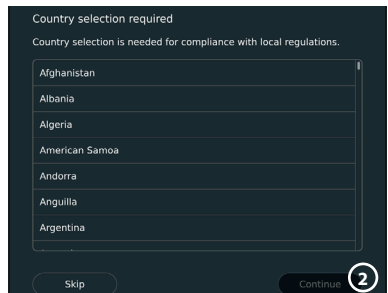 Country selection required
Country selection is needed for compliance with local regulations.
Afghanistan
Albania
Algeria
American Samoa
Andorra
Anguilla
Argentina
Skip
Continue
2